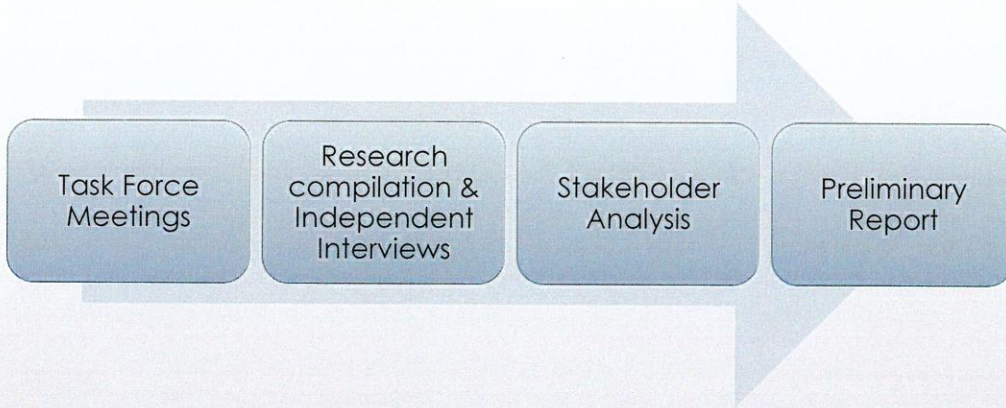 Task Force
Meetings
Research
compilation &
Independent
Interviews
Stakeholder
Analysis
Preliminary
Report